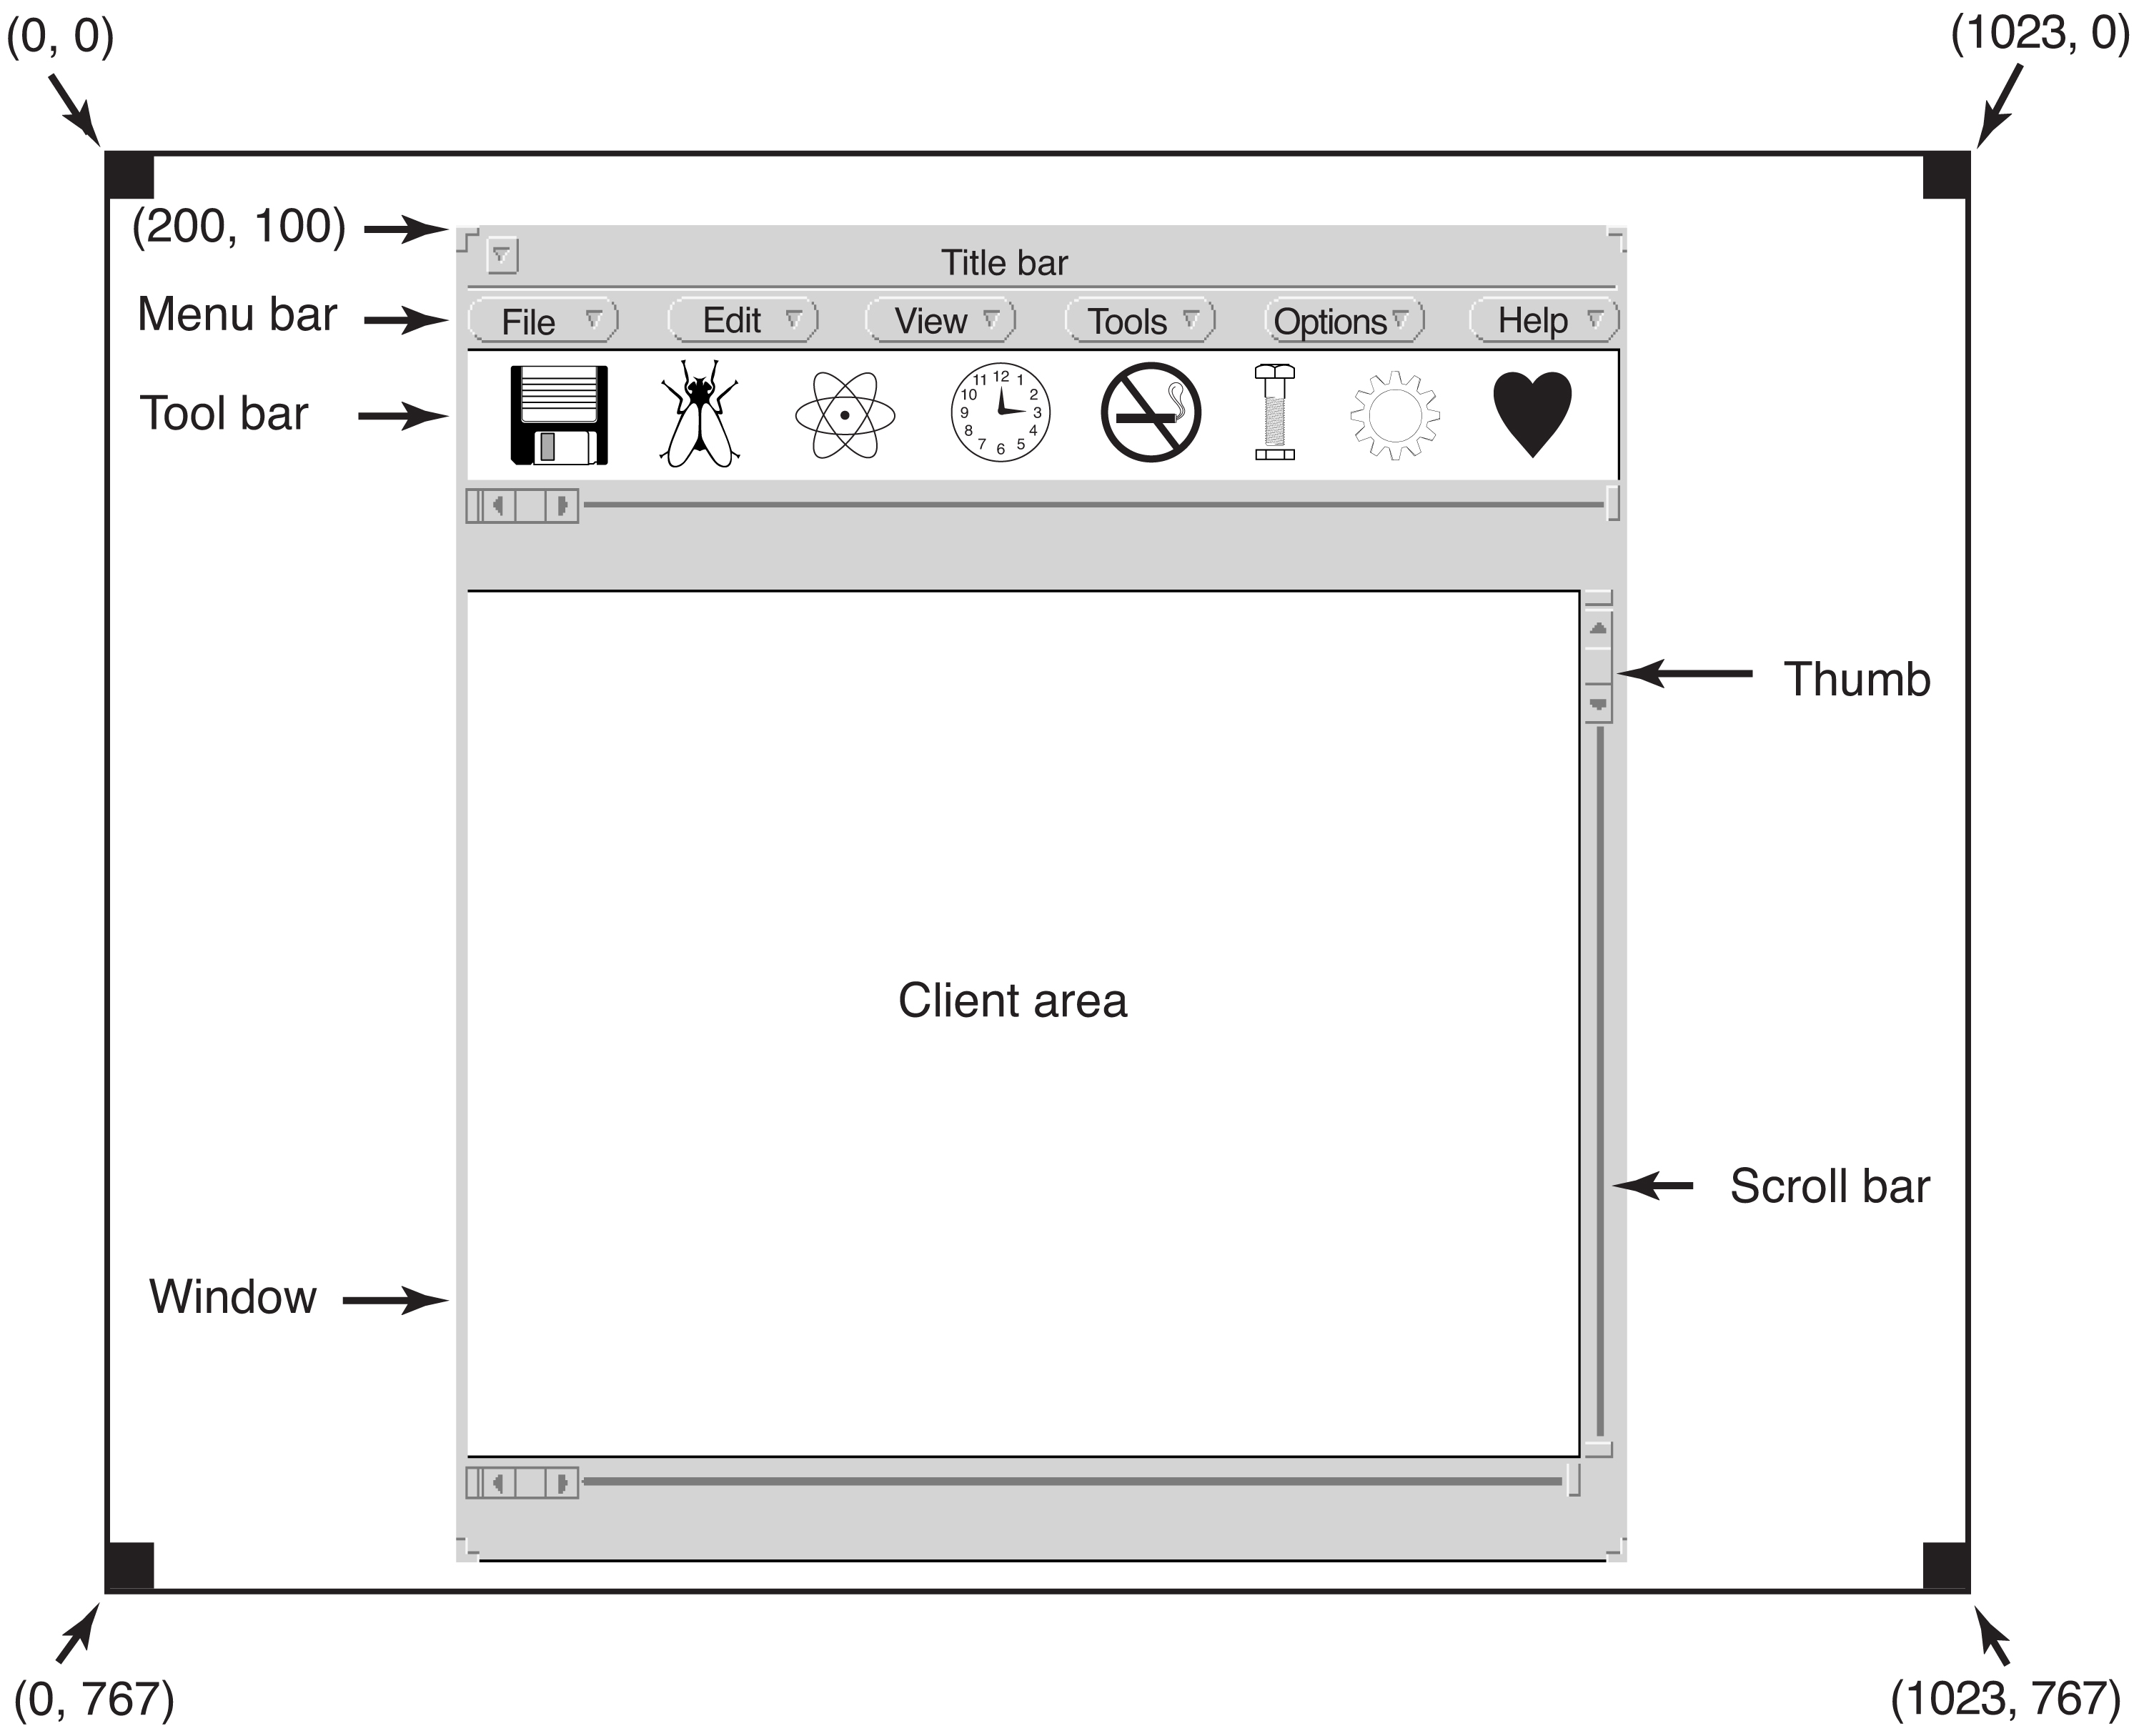 (0, 0)
(1023, 0)
(200, 100)
Title bar
Menu bar
File
Edit
View
Tools
Options
Help
Tool bar
12
1
2
3
4
5
6
7
8
9
10
11
Thumb
Client area
Scroll bar
Window
(0, 767)
(1023, 767)